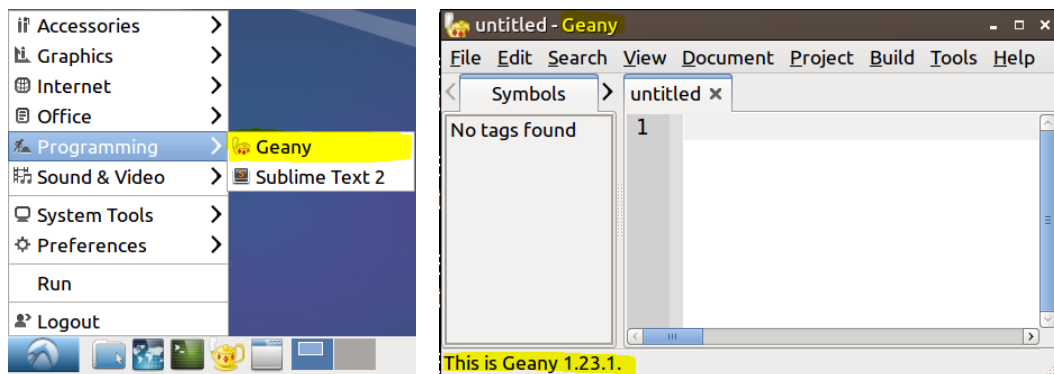 Accessories
Graphics
Internet
Office
Programming
Geany
Sound & Video
Sublime Text 2
System Tools
Preferences
Run
Logout
untitled - Geany
File Edit Search View Document Project Build Tools Help
Symbols
untitled
No tags found
1
This is Geany 1.23.1.